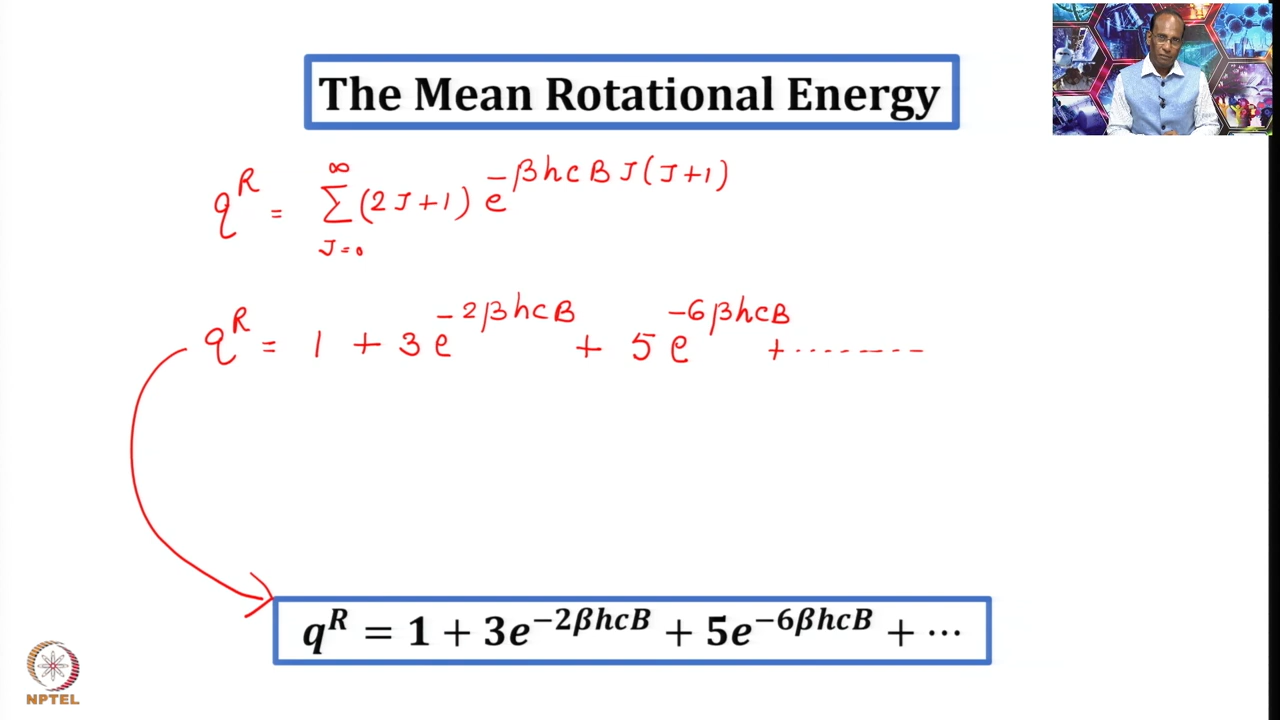 The Mean Rotational Energy
q^R = ∑_{J=0}^{∞} (2J+1) e^{-βhcBJ(J+1)}
q^R = 1 + 3e^{-2βhcB} + 5e^{-6βhcB} + ........
q^R = 1 + 3e^{-2βhcB} + 5e^{-6βhcB} + ⋯
NPTEL